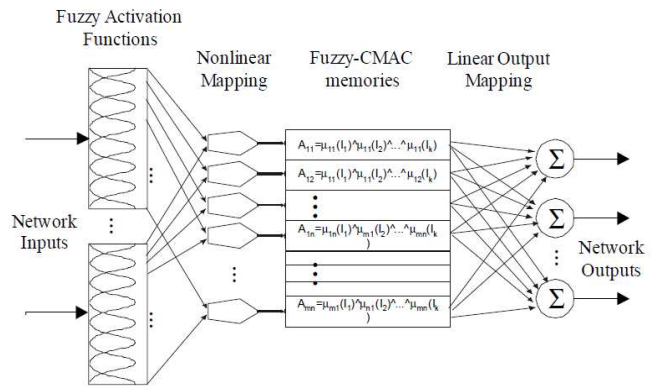 Fuzzy Activation
Functions
Nonlinear
Mapping
Fuzzy-CMAC
memories
Linear Output
Mapping
Network
Inputs
A11=μ11(I1)^μ11(I2)^...^μ11(Ik)
A12=μ11(I1)^μ11(I2)^...^μ12(Ik)
A1n=μ1n(I1)^μm1(I2)^...^μmn(Ik
)
Amn=μm1(I1)^μn1(I2)^...^μmn(Ik
)
Σ
Σ
Σ
Network
Outputs